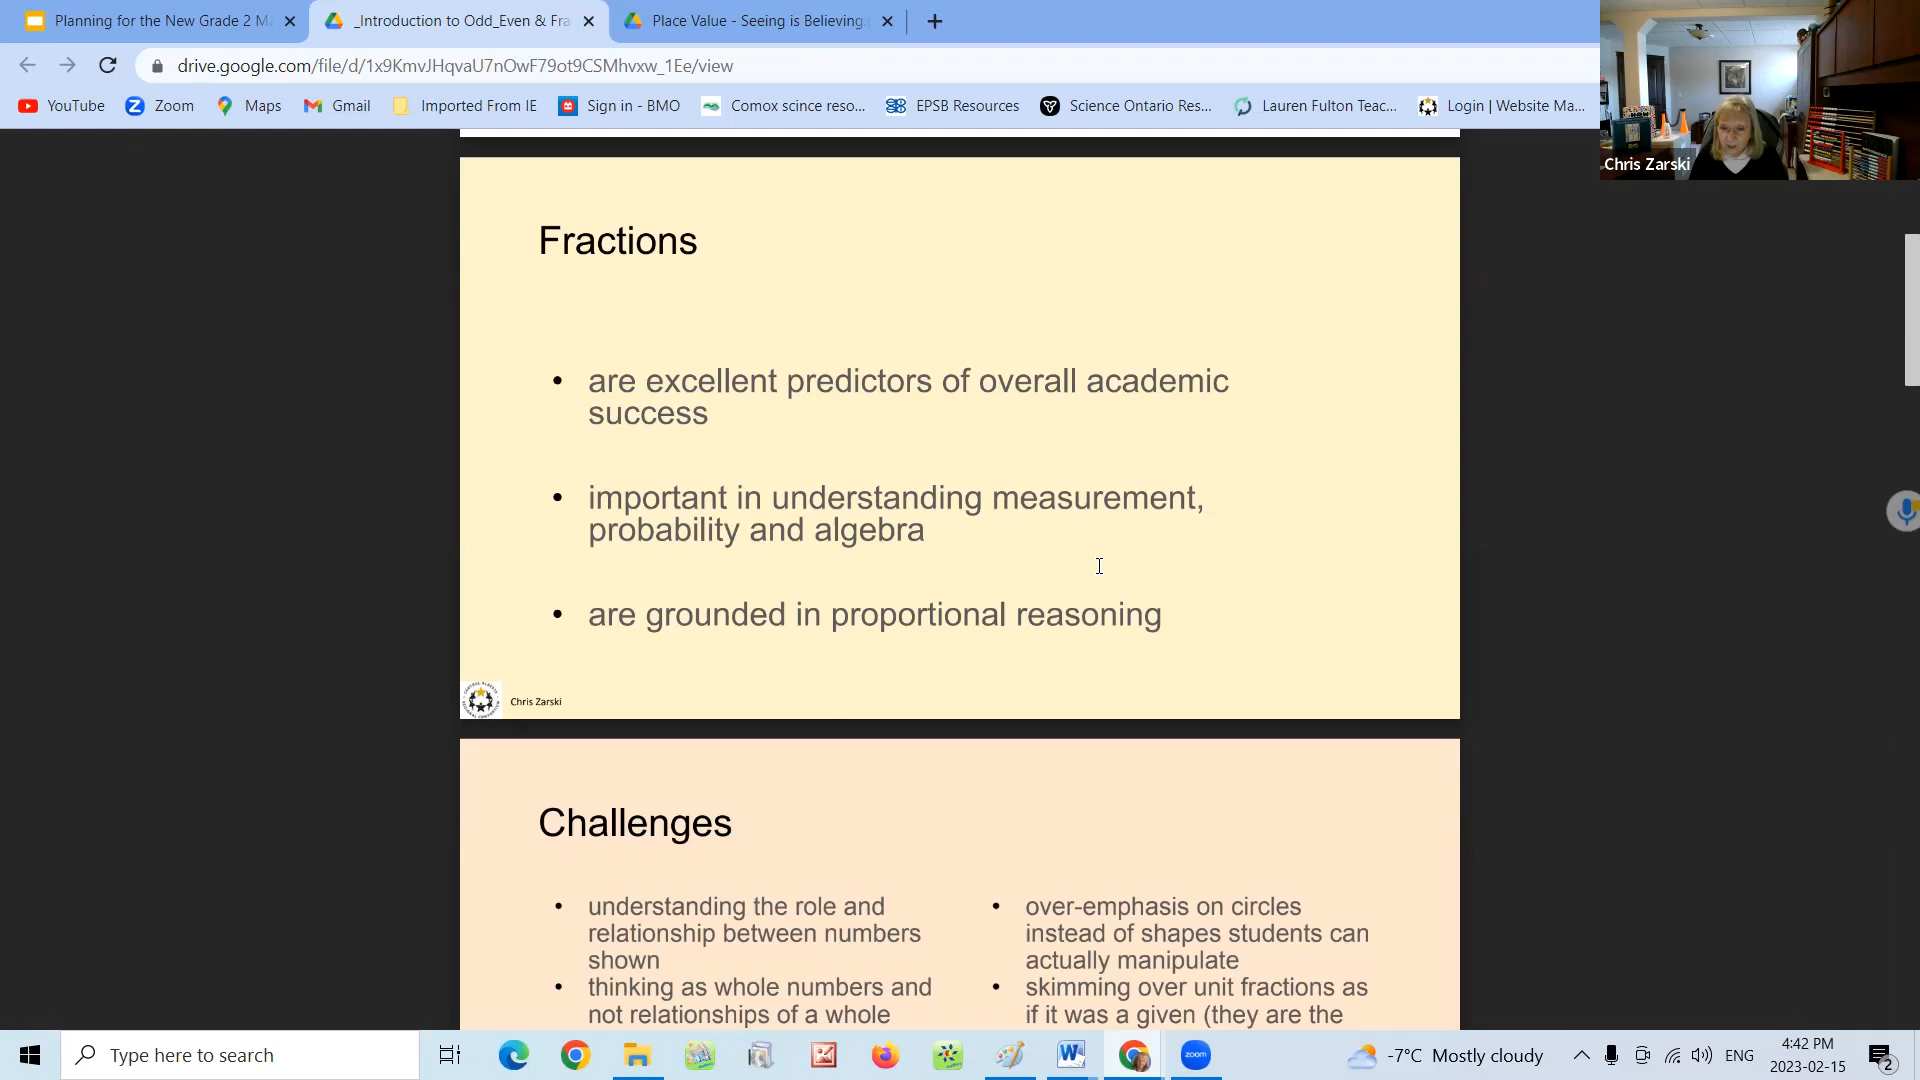 Planning for the New Grade 2 Ma
_Introduction to Odd_Even & Fra
Place Value - Seeing is Believing.
drive.google.com/file/d/1x9KmvJHqvaU7nOwF79ot9CSMhvxw_1Ee/view
YouTube
Zoom
Maps
Gmail
Imported From IE
Sign in - BMO
Comox scince reso...
EPSB Resources
Science Ontario Res...
Lauren Fulton Teac...
Login | Website Ma...
Chris Zarski
Fractions
• are excellent predictors of overall academic
success
• important in understanding measurement,
probability and algebra
• are grounded in proportional reasoning
Chris Zarski
Challenges
• understanding the role and
relationship between numbers
shown
• thinking as whole numbers and
not relationships of a whole
• over-emphasis on circles
instead of shapes students can
actually manipulate
• skimming over unit fractions as
if it was a given (they are the
Type here to search
zoom
-7°C Mostly cloudy
ENG
4:42 PM
2023-02-15
2